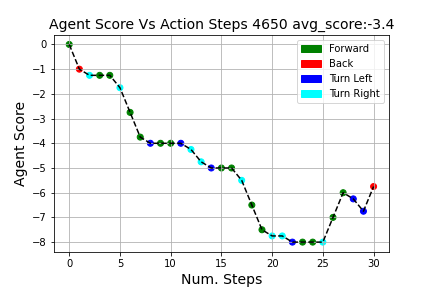 Agent Score Vs Action Steps 4650 avg_score:-3.4
Forward
Back
Turn Left
Turn Right
Agent Score
0
−1
−2
−3
−4
−5
−6
−7
−8
0 5 10 15 20 25 30
Num. Steps